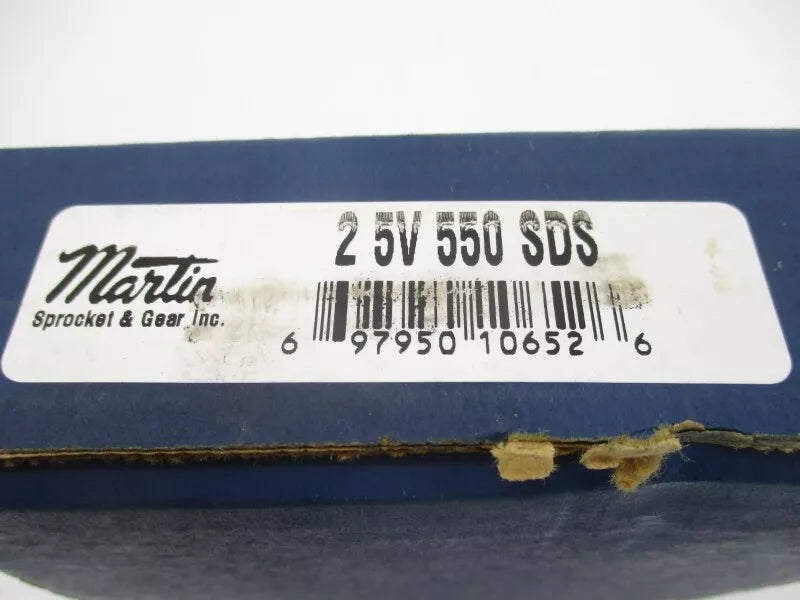 2 5V 550 SDS
Martin
Sprocket & Gear Inc.
6 97950 10652 6